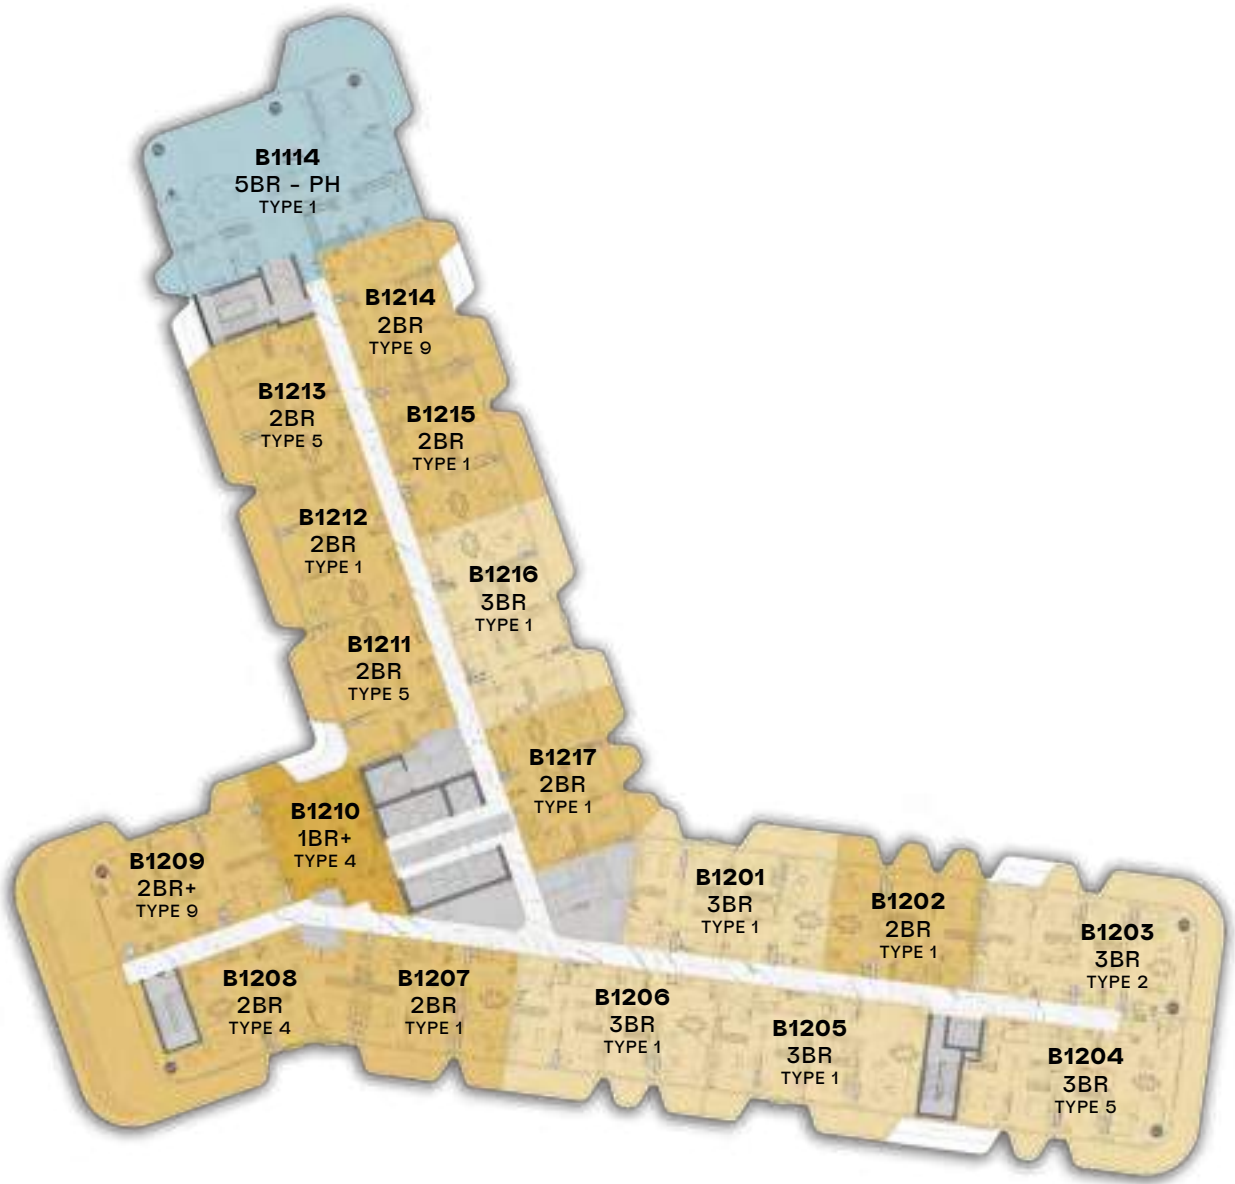 B1114
5BR - PH
TYPE 1
B1214
2BR
TYPE 9
B1213
2BR
TYPE 5
B1215
2BR
TYPE 1
B1212
2BR
TYPE 1
B1216
3BR
TYPE 1
B1211
2BR
TYPE 5
B1217
2BR
TYPE 1
B1210
1BR+
TYPE 4
B1209
2BR+
TYPE 9
B1201
3BR
TYPE 1
B1202
2BR
TYPE 1
B1203
3BR
TYPE 2
B1208
2BR
TYPE 4
B1207
2BR
TYPE 1
B1206
3BR
TYPE 1
B1205
3BR
TYPE 1
B1204
3BR
TYPE 5